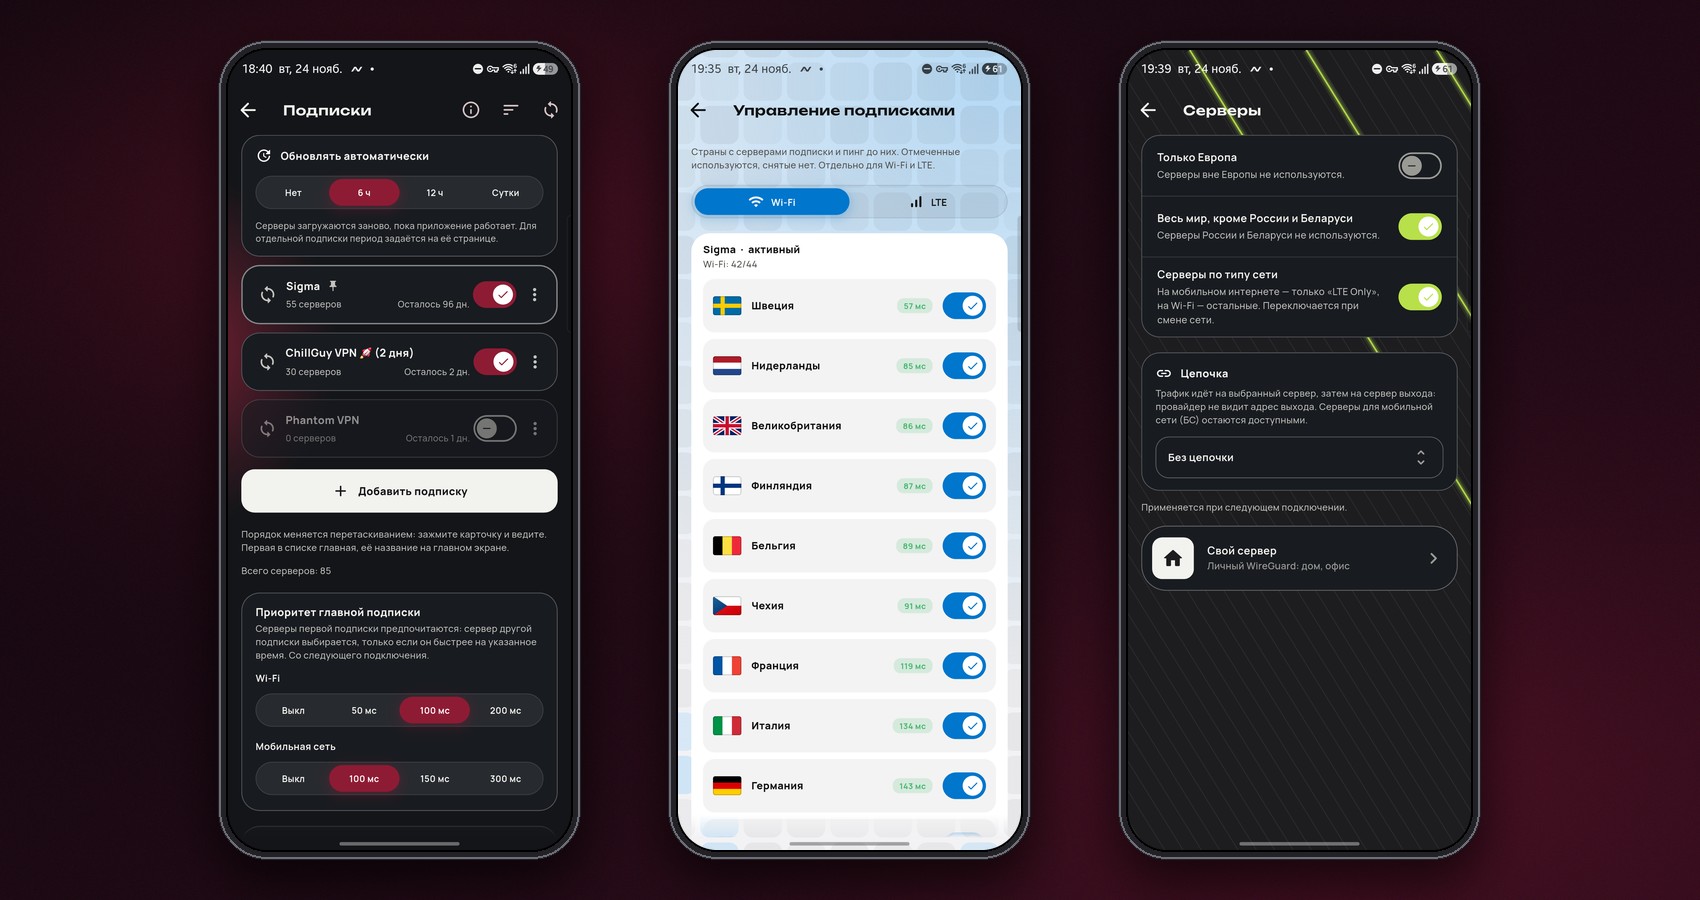 18:40 вт, 24 нояб.
49
Подписки
Обновлять автоматически
Нет
6 ч
12 ч
Сутки
Серверы загружаются заново, пока приложение работает. Для
отдельной подписки период задаётся на её странице.
Sigma
55 серверов
Осталось 96 дн.
ChillGuy VPN 🚀 (2 дня)
30 серверов
Осталось 2 дн.
Phantom VPN
0 серверов
Осталось 1 дн.
Добавить подписку
Порядок меняется перетаскиванием: зажмите карточку и ведите.
Первая в списке главная, её название на главном экране.
Всего серверов: 85
Приоритет главной подписки
Серверы первой подписки предпочитаются: сервер другой
подписки выбирается, только если он быстрее на указанное
время. Со следующего подключения.
Wi-Fi
Выкл
50 мс
100 мс
200 мс
Мобильная сеть
Выкл
100 мс
150 мс
300 мс
19:35 вт, 24 нояб.
61
Управление подписками
Страны с серверами подписки и пинг до них. Отмеченные
используются, снятые нет. Отдельно для Wi-Fi и LTE.
Wi-Fi
LTE
Sigma · активный
Wi-Fi: 42/44
Швеция
57 мс
Нидерланды
85 мс
Великобритания
86 мс
Финляндия
87 мс
Бельгия
89 мс
Чехия
91 мс
Франция
119 мс
Италия
134 мс
Германия
143 мс
19:39 вт, 24 нояб.
61
Серверы
Только Европа
Серверы вне Европы не используются.
Весь мир, кроме России и Беларуси
Серверы России и Беларуси не используются.
Серверы по типу сети
На мобильном интернете — только «LTE Only»,
на Wi-Fi — остальные. Переключается при
смене сети.
Цепочка
Трафик идёт на выбранный сервер, затем на сервер выхода:
провайдер не видит адрес выхода. Серверы для мобильной
сети (БС) остаются доступными.
Без цепочки
Применяется при следующем подключении.
Свой сервер
Личный WireGuard: дом, офис